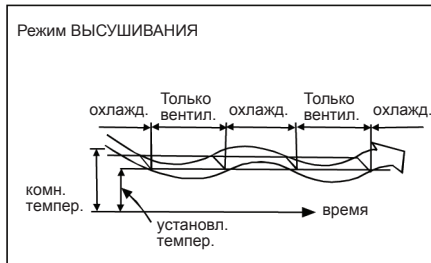 Режим ВЫСУШИВАНИЯ
охлажд.
Только
вентил.
охлажд.
Только
вентил.
охлажд.
комн.
темпер.
время
установл.
темпер.